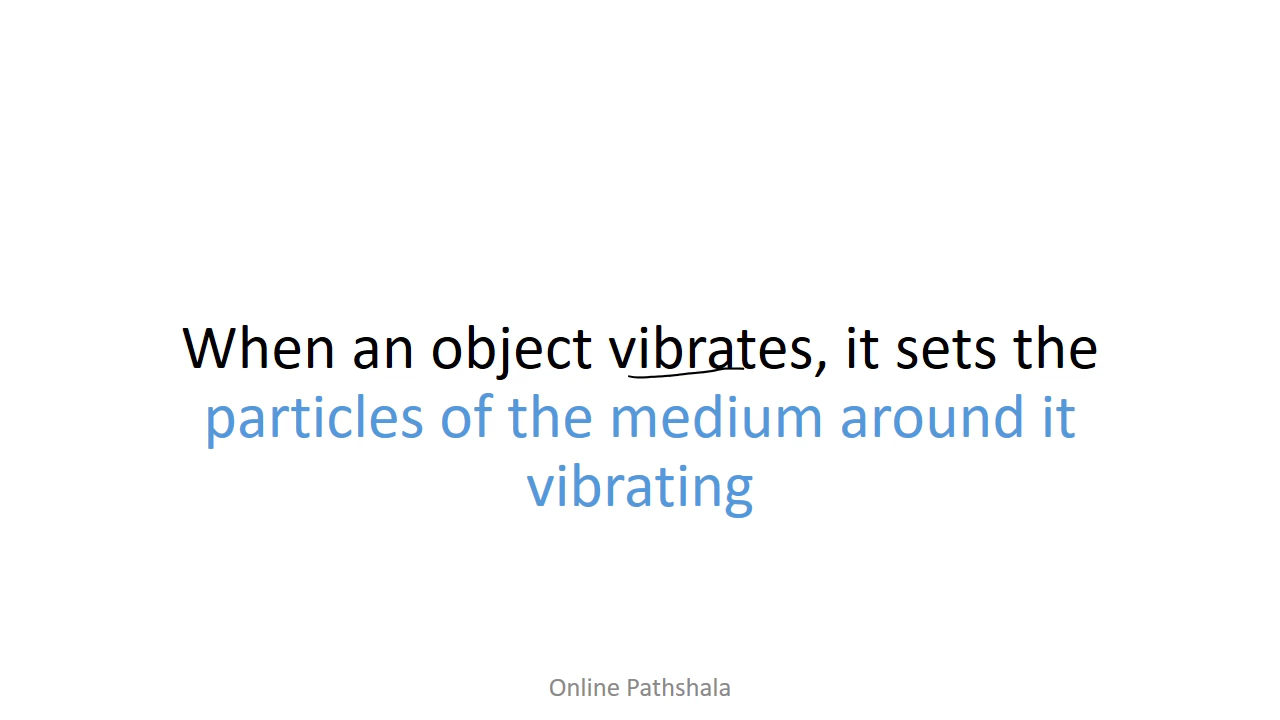 When an object vibrates, it sets the
particles of the medium around it
vibrating
Online Pathshala